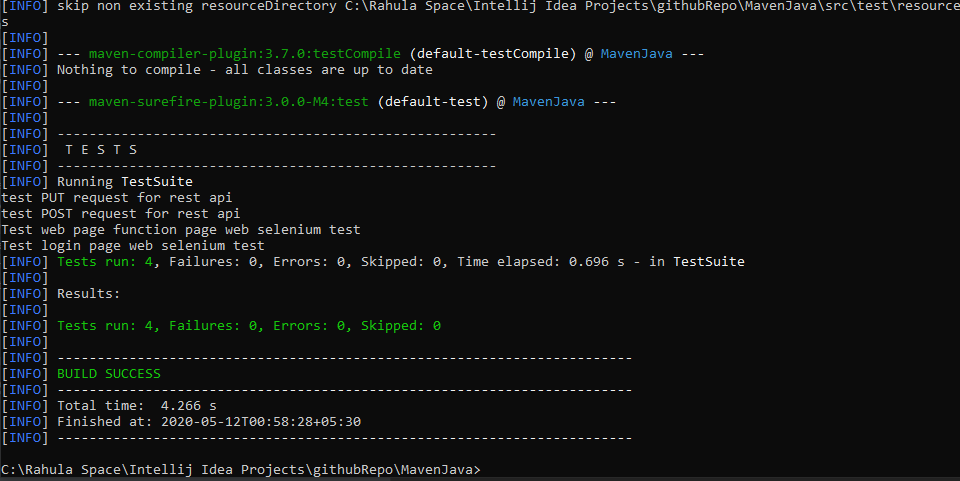 [INFO] skip non existing resourceDirectory C:\Rahula Space\Intellij Idea Projects\githubRepo\MavenJava\src\test\resource
s
[INFO]
[INFO] --- maven-compiler-plugin:3.7.0:testCompile (default-testCompile) @ MavenJava ---
[INFO] Nothing to compile - all classes are up to date
[INFO]
[INFO] --- maven-surefire-plugin:3.0.0-M4:test (default-test) @ MavenJava ---
[INFO]
[INFO] -------------------------------------------------------
[INFO]  T E S T S
[INFO] -------------------------------------------------------
[INFO] Running TestSuite
test PUT request for rest api
test POST request for rest api
Test web page function page web selenium test
Test login page web selenium test
[INFO] Tests run: 4, Failures: 0, Errors: 0, Skipped: 0, Time elapsed: 0.696 s - in TestSuite
[INFO]
[INFO] Results:
[INFO]
[INFO] Tests run: 4, Failures: 0, Errors: 0, Skipped: 0
[INFO]
[INFO] ------------------------------------------------------------------------
[INFO] BUILD SUCCESS
[INFO] ------------------------------------------------------------------------
[INFO] Total time:  4.266 s
[INFO] Finished at: 2020-05-12T00:58:28+05:30
[INFO] ------------------------------------------------------------------------
C:\Rahula Space\Intellij Idea Projects\githubRepo\MavenJava>